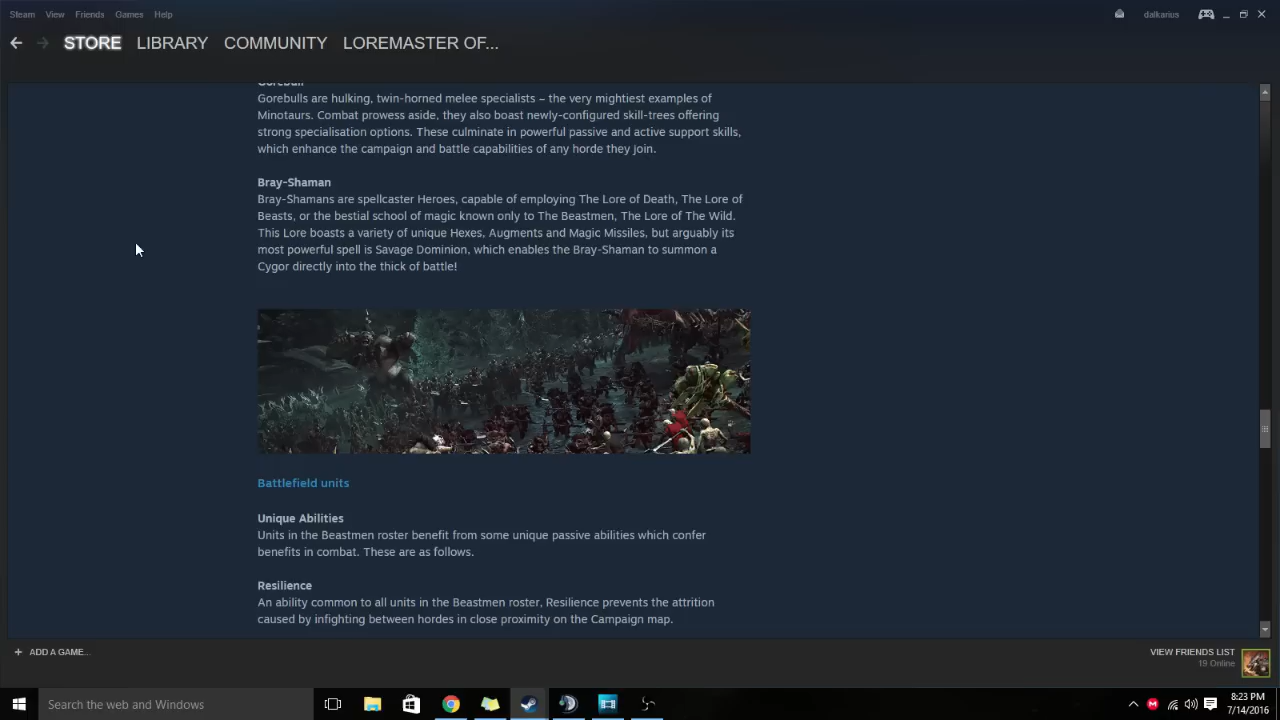 Steam View Friends Games Help
dalkarius
STORE LIBRARY COMMUNITY LOREMASTER OF...
Gorebull
Gorebulls are hulking, twin-horned melee specialists – the very mightiest examples of
Minotaurs. Combat prowess aside, they also boast newly-configured skill-trees offering
strong specialisation options. These culminate in powerful passive and active support skills,
which enhance the campaign and battle capabilities of any horde they join.
Bray-Shaman
Bray-Shamans are spellcaster Heroes, capable of employing The Lore of Death, The Lore of
Beasts, or the bestial school of magic known only to The Beastmen, The Lore of The Wild.
This Lore boasts a variety of unique Hexes, Augments and Magic Missiles, but arguably its
most powerful spell is Savage Dominion, which enables the Bray-Shaman to summon a
Cygor directly into the thick of battle!
Battlefield units
Unique Abilities
Units in the Beastmen roster benefit from some unique passive abilities which confer
benefits in combat. These are as follows.
Resilience
An ability common to all units in the Beastmen roster, Resilience prevents the attrition
caused by infighting between hordes in close proximity on the Campaign map.
+ ADD A GAME...
VIEW FRIENDS LIST
19 Online
Search the web and Windows
8:23 PM
7/14/2016